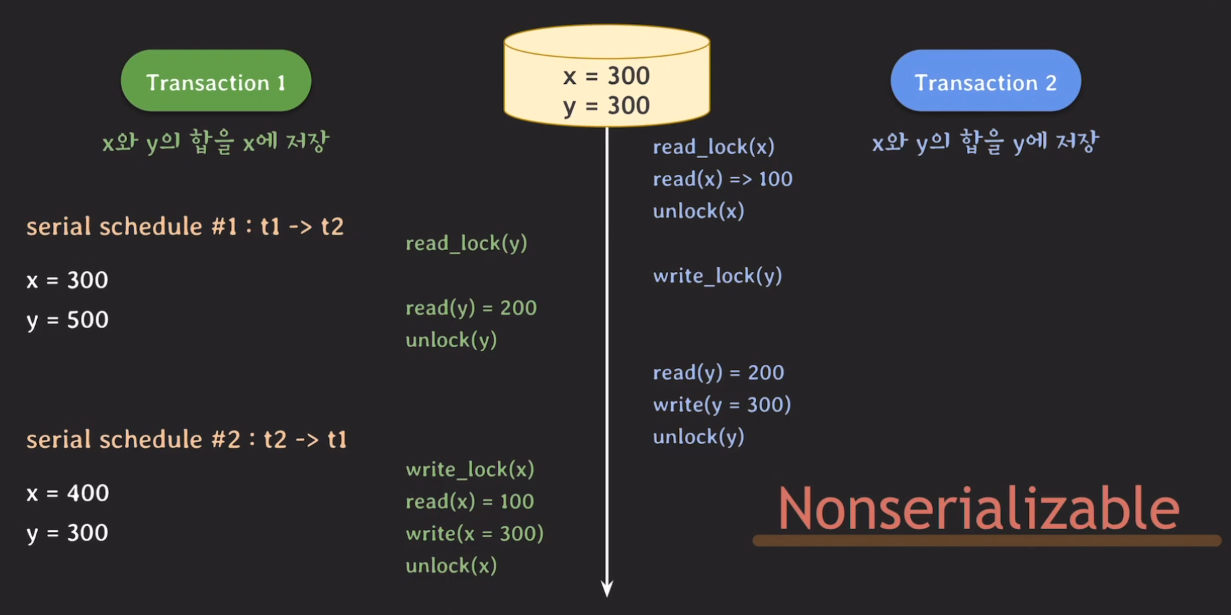 Transaction 1
x와 y의 합을 x에 저장
x = 300
y = 300
Transaction 2
x와 y의 합을 y에 저장
serial schedule #1 : t1 -> t2
x = 300
y = 500
serial schedule #2 : t2 -> t1
x = 400
y = 300
read_lock(x)
read(x) => 100
unlock(x)
read_lock(y)
write_lock(y)
read(y) = 200
unlock(y)
read(y) = 200
write(y = 300)
unlock(y)
write_lock(x)
read(x) = 100
write(x = 300)
unlock(x)
Nonserializable